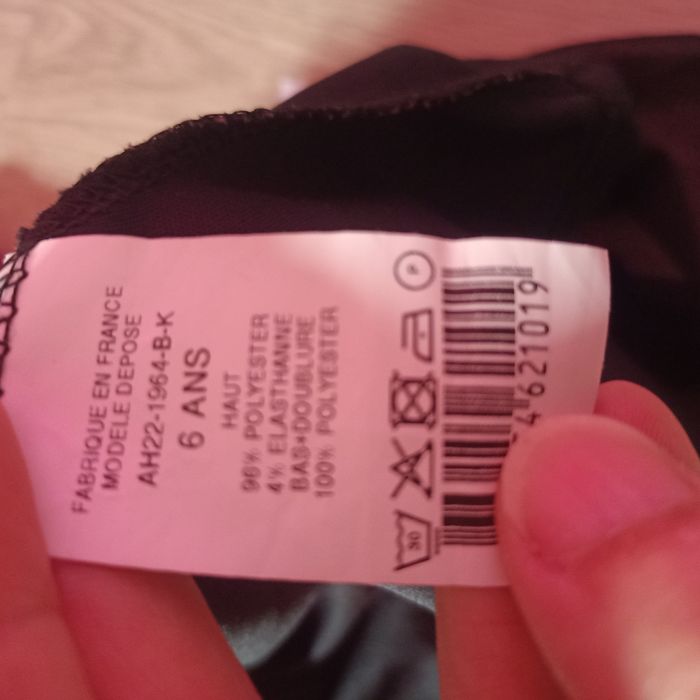 FABRIQUE EN FRANCE
MODELE DEPOSE
AH22-1964-B-K
6 ANS
HAUT
96% POLYESTER
4% ELASTHANNE
BAS+DOUBLURE
100% POLYESTER
30
P
4621019